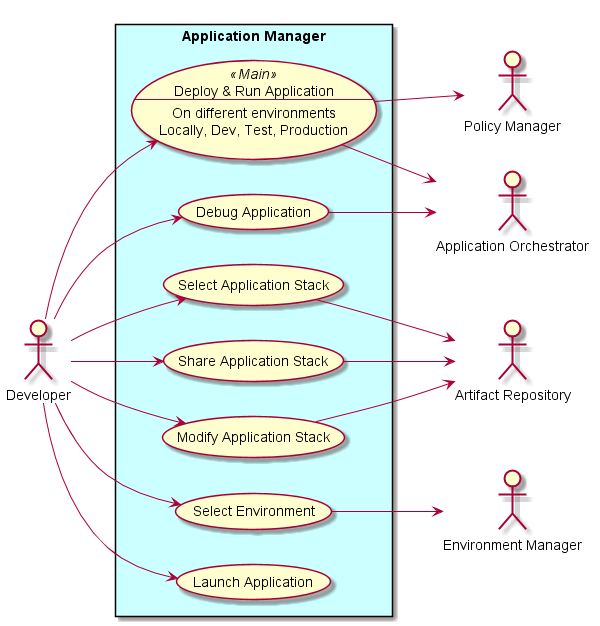 Application Manager
«Main»
Deploy & Run Application
On different environments
Locally, Dev, Test, Production
Policy Manager
Debug Application
Application Orchestrator
Select Application Stack
Developer
Share Application Stack
Artifact Repository
Modify Application Stack
Select Environment
Environment Manager
Launch Application